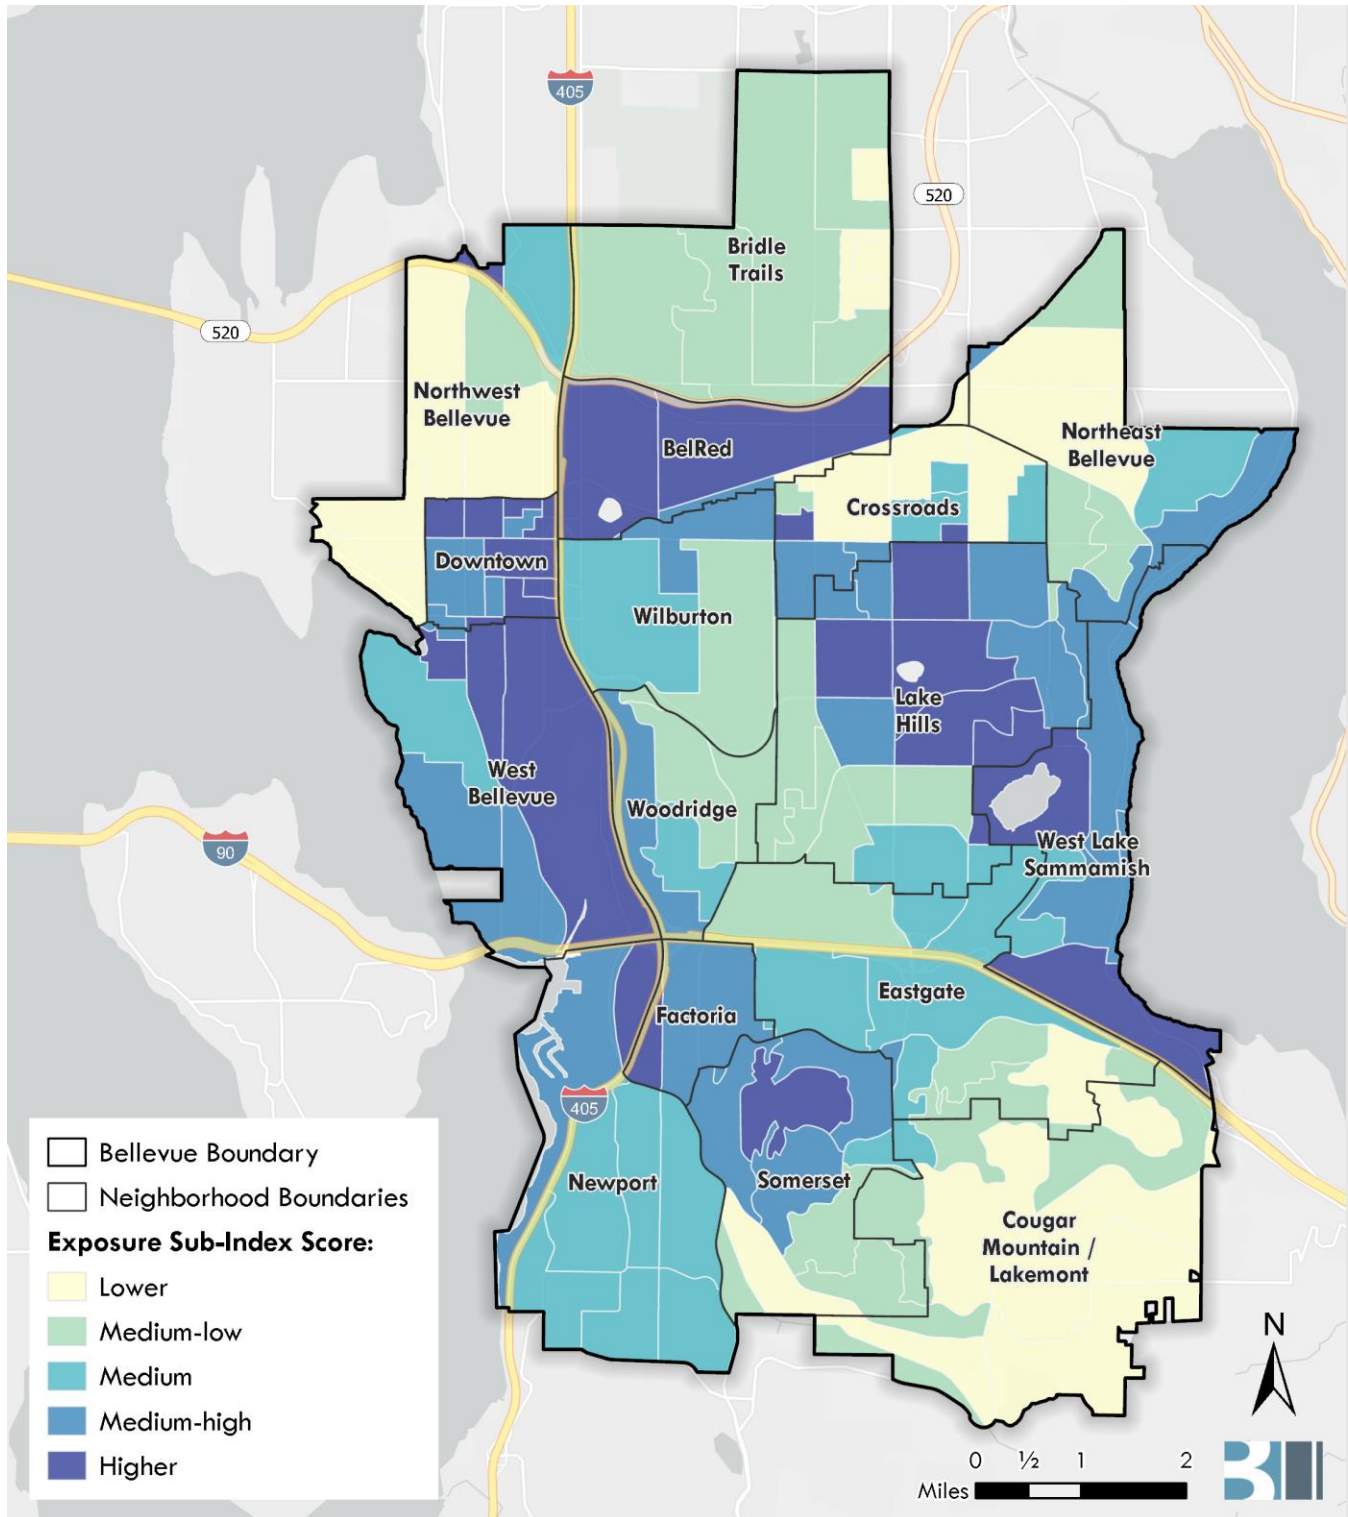 405
520
Bridle
Trails
520
Northwest
Bellevue
Northeast
Bellevue
BelRed
Crossroads
Downtown
Wilburton
Lake
Hills
West
Bellevue
Woodridge
90
West Lake
Sammamish
Eastgate
Factoria
405
Newport
Somerset
Cougar
Mountain /
Lakemont
Bellevue Boundary
Neighborhood Boundaries
Exposure Sub-Index Score:
Lower
Medium-low
Medium
Medium-high
Higher
N
0 ½ 1 2
Miles